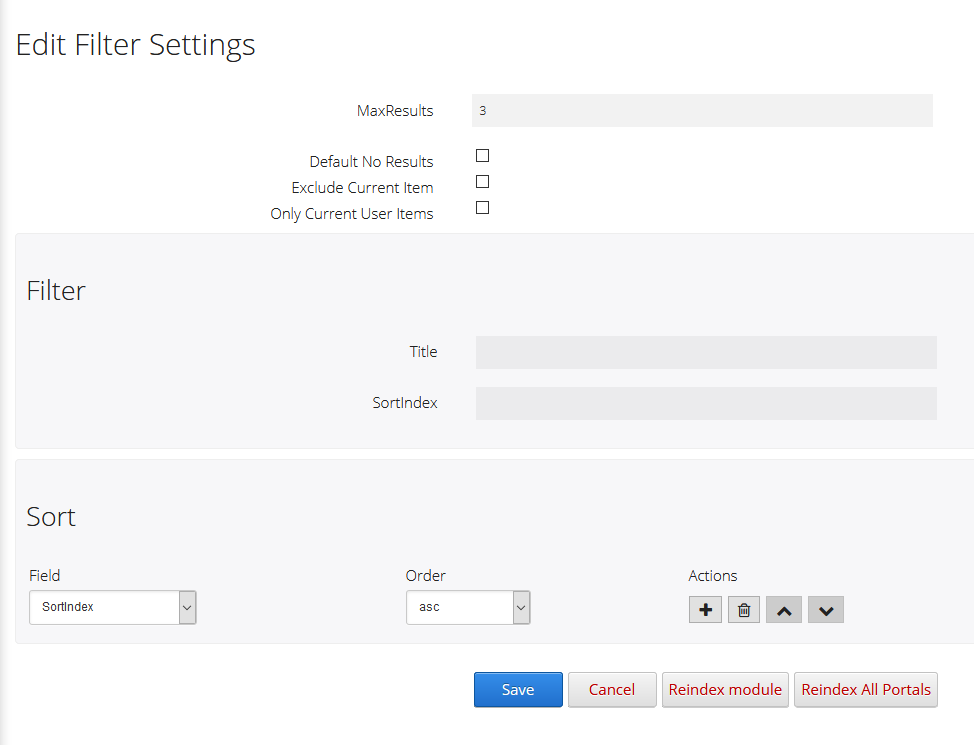 Edit Filter Settings
MaxResults 3
Default No Results
Exclude Current Item
Only Current User Items
Filter
Title
SortIndex
Sort
Field Order Actions
SortIndex asc
Save Cancel Reindex module Reindex All Portals